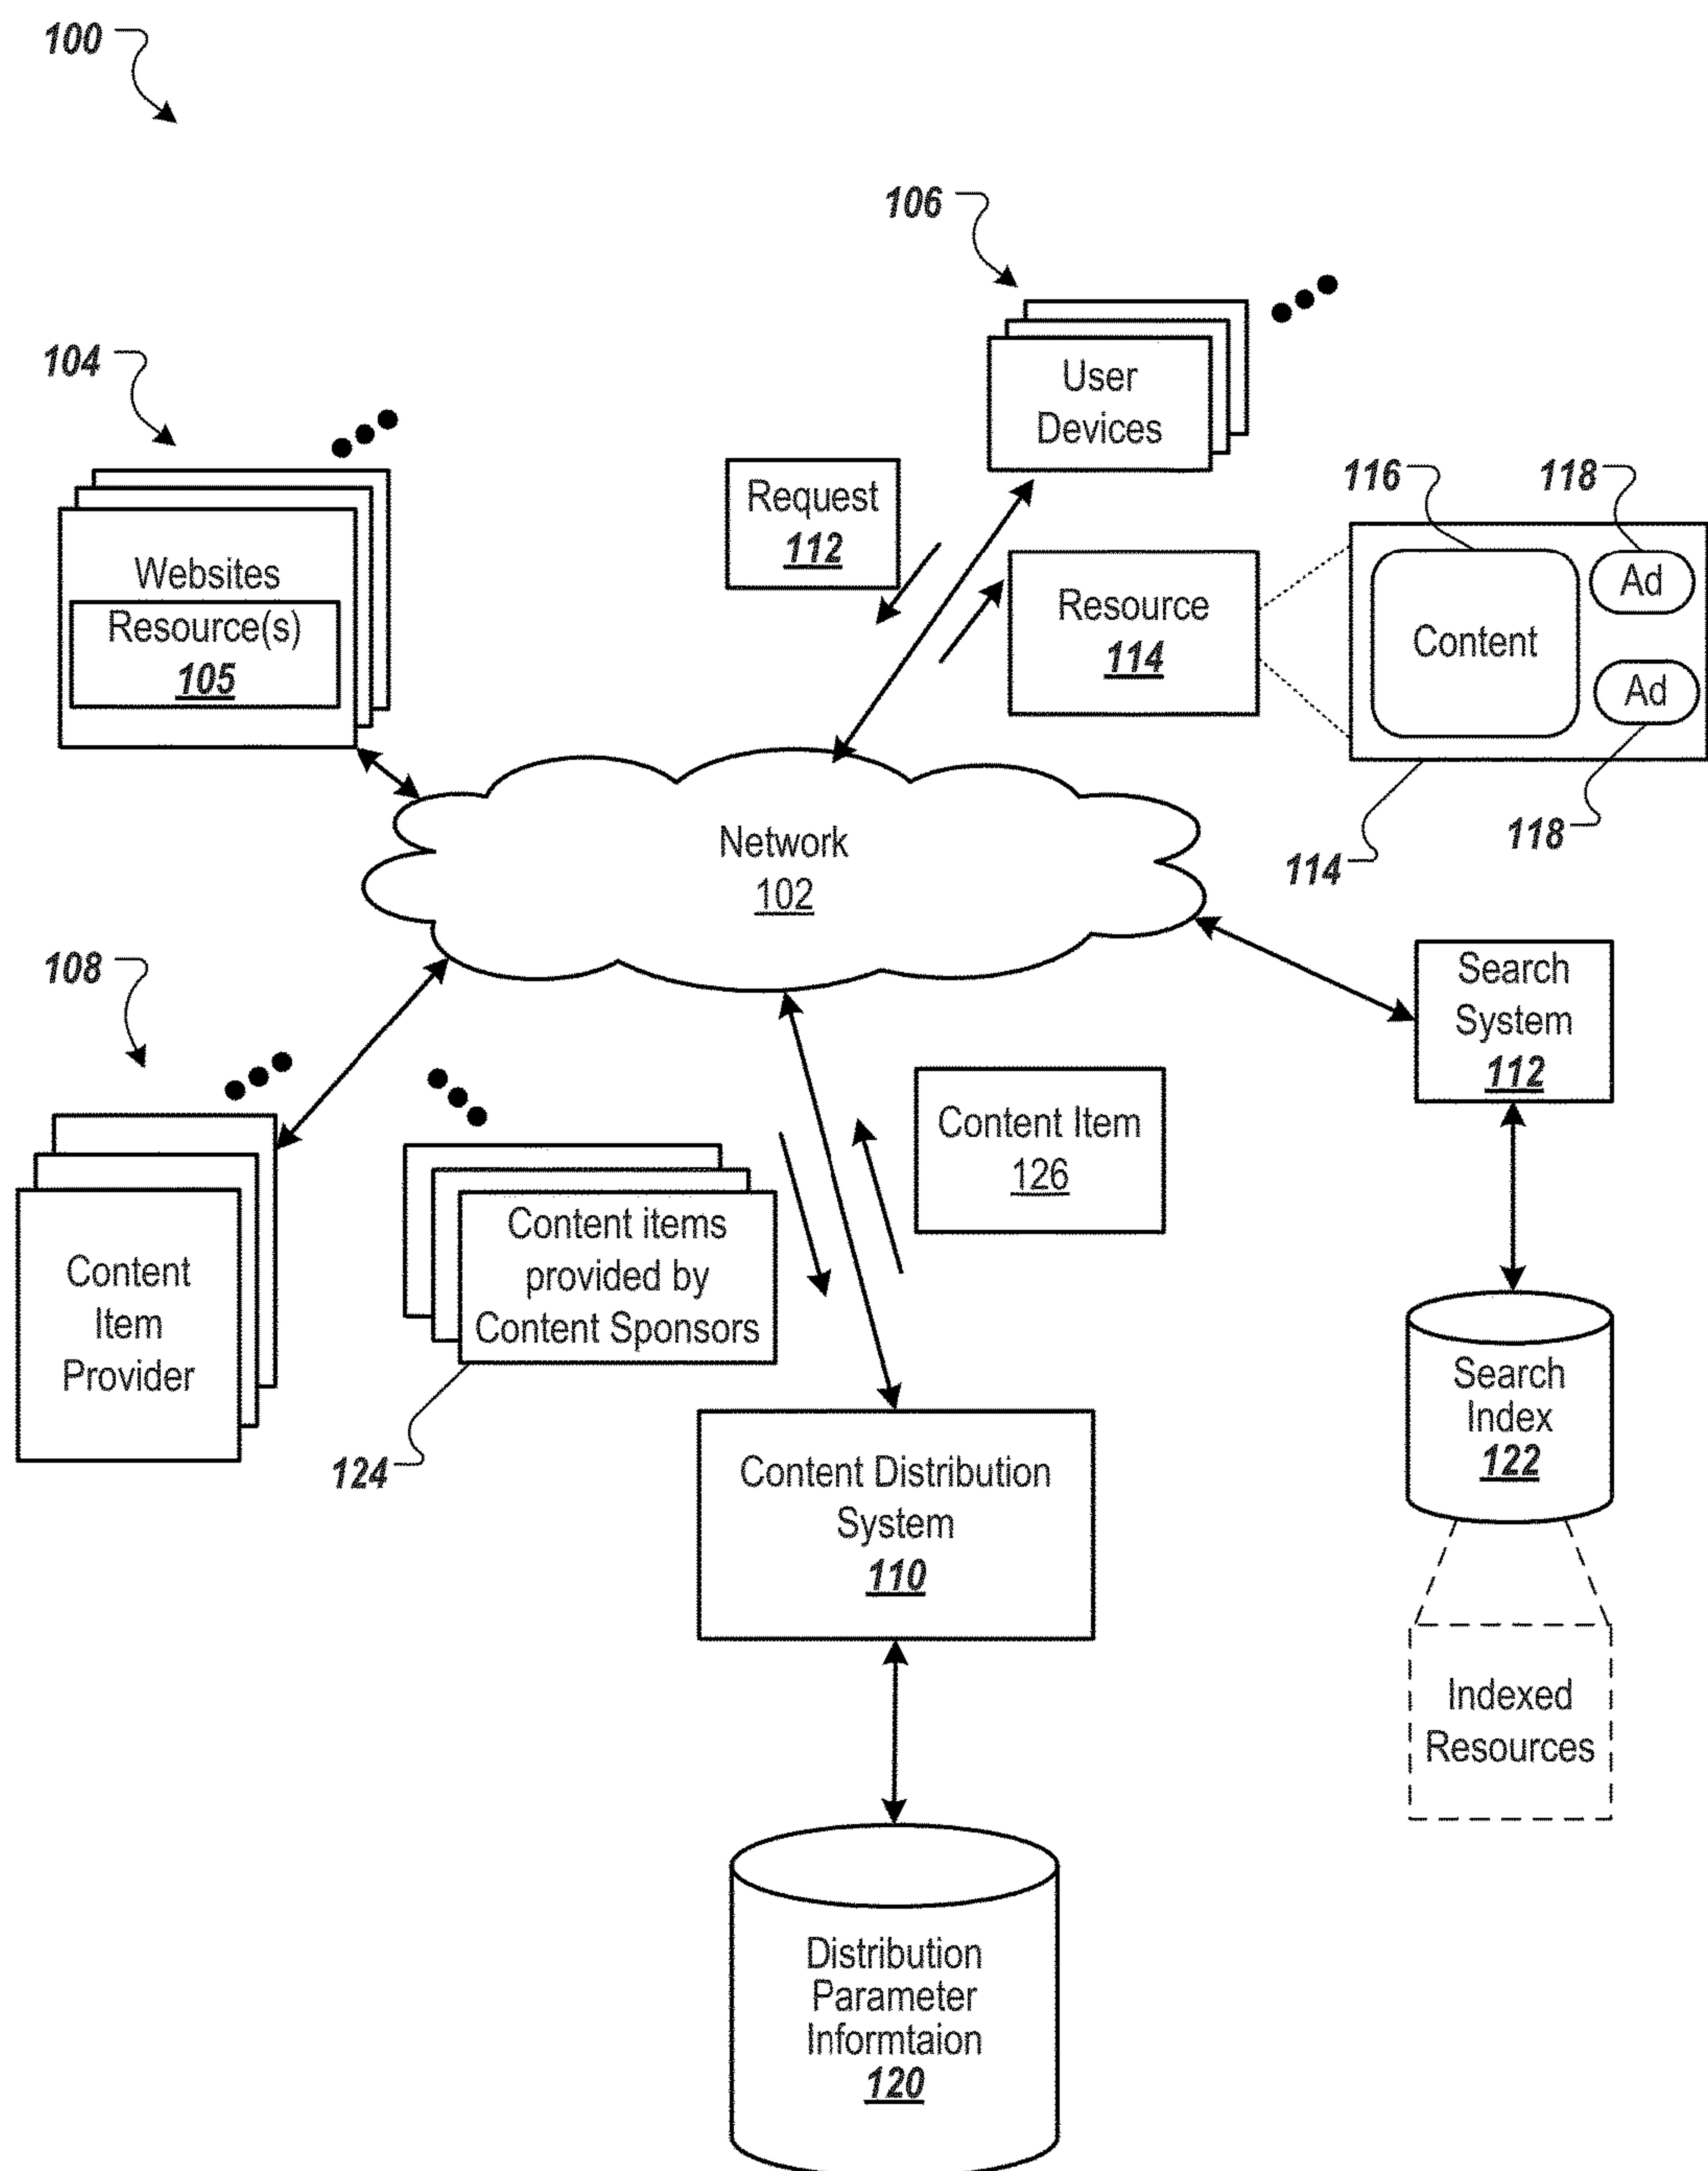 100
106
104
User
Devices
116
118
Request
112
Ad
Websites
Resource(s)
105
Resource
114
Content
Ad
118
114
Network
102
108
Search
System
112
Content Item
126
Content items
provided by
Content Sponsors
Content
Item
Provider
124
Search
Index
122
Content Distribution
System
110
Indexed
Resources
Distribution
Parameter
Informtaion
120